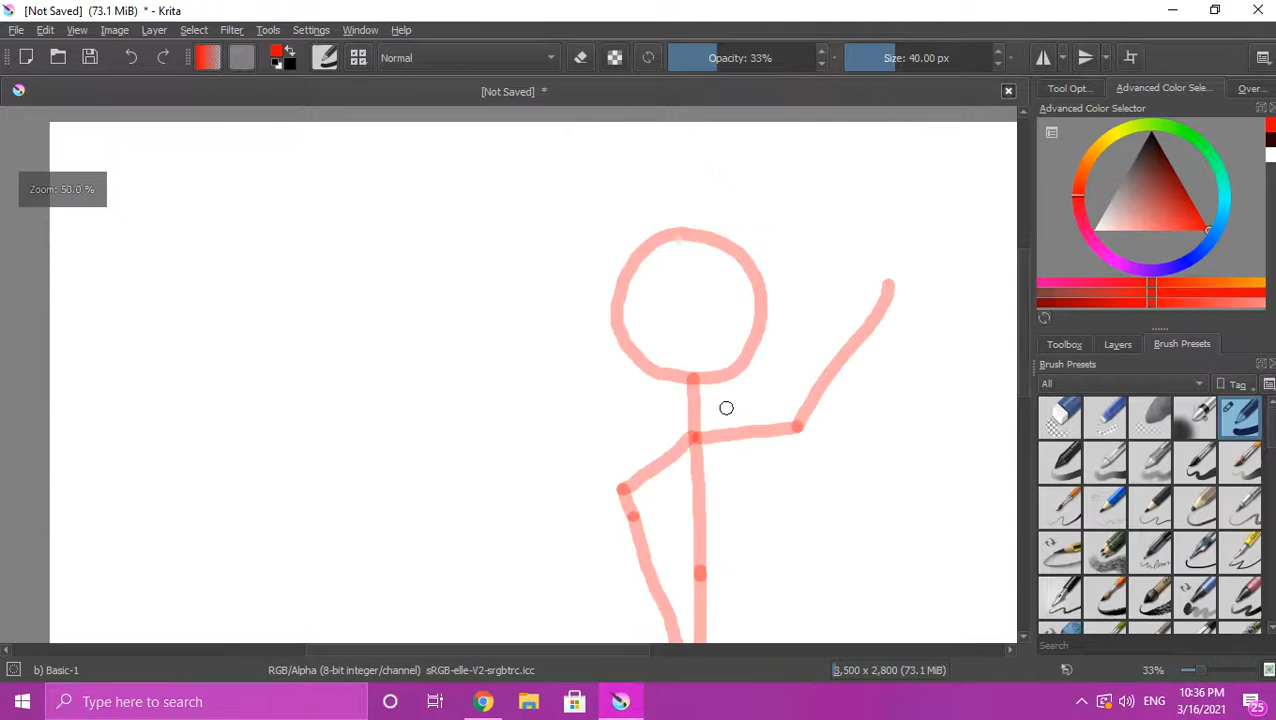 [Not Saved]  (73.1 MiB)  * - Krita
File Edit View Image Layer Select Filter Tools Settings Window Help
Normal Opacity: 33% Size: 40.00 px
[Not Saved]  *
Tool Opt... Advanced Color Sele... Over...
Advanced Color Selector
Zoom: 50.0 %
Toolbox Layers Brush Presets
Brush Presets
All Tag
Search
b) Basic-1 RGB/Alpha (8-bit integer/channel)  sRGB-elle-V2-srgbtrc.icc 3,500 x 2,800 (73.1 MiB) 33%
Type here to search ENG 10:36 PM
3/16/2021 25